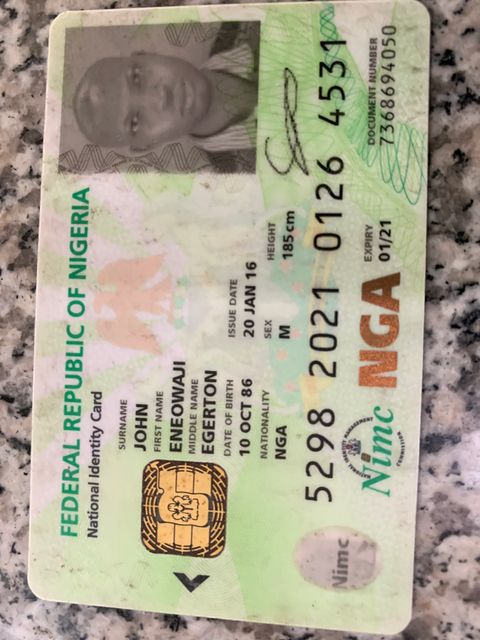 FEDERAL REPUBLIC OF NIGERIA
National Identity Card
SURNAME
JOHN
FIRST NAME
ENEOWAJI
MIDDLE NAME
EGERTON
DATE OF BIRTH ISSUE DATE
10 OCT 86 20 JAN 16
NATIONALITY SEX HEIGHT
NGA M 185cm
5298 2021 0126 4531
Nimc
NATIONAL IDENTITY MANAGEMENT
COMMISSION
Nimc
NGA
EXPIRY
01/21
DOCUMENT NUMBER
7368694050